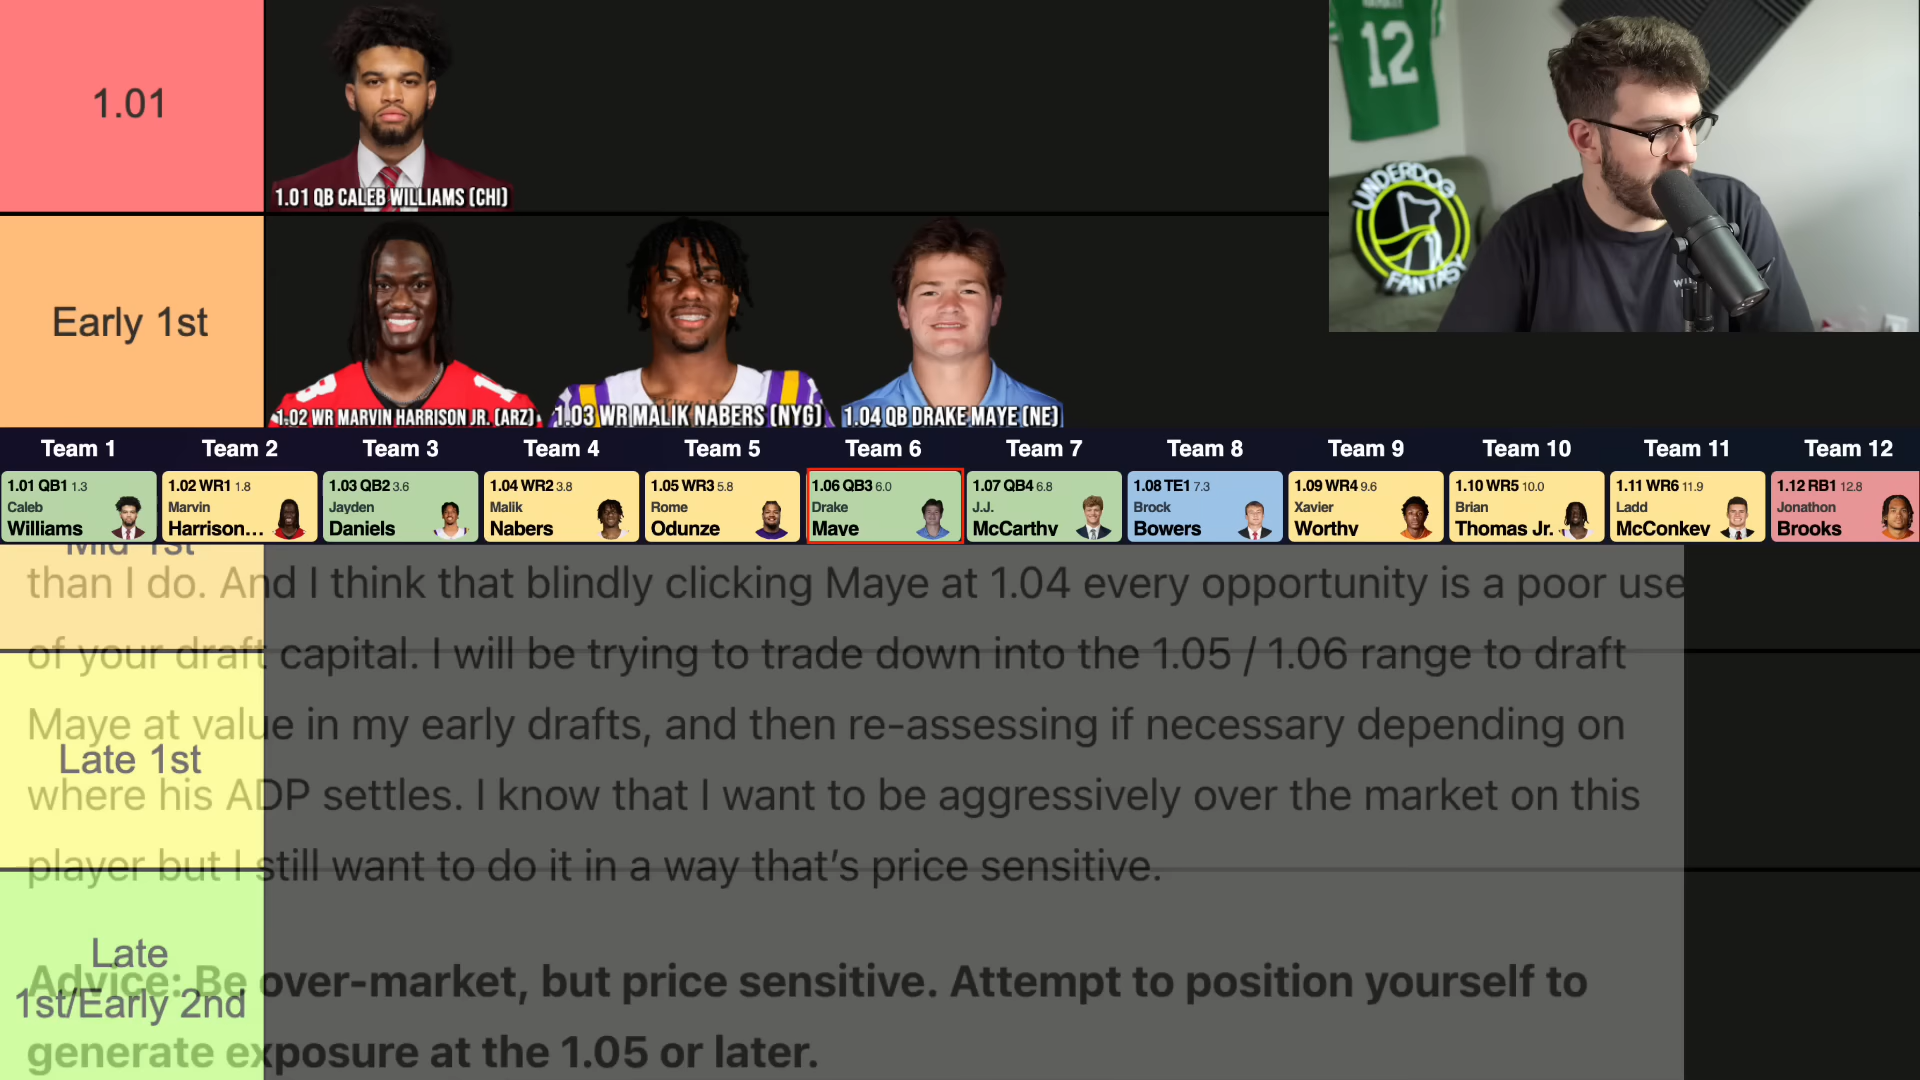 1.01
1.01 QB CALEB WILLIAMS (CHI)
12
UNDERDOG
FANTASY
Early 1st
1.02 WR MARVIN HARRISON JR. (ARZ)
1.03 WR MALIK NABERS (NYG)
1.04 QB DRAKE MAYE (NE)
Team 1 Team 2 Team 3 Team 4 Team 5 Team 6 Team 7 Team 8 Team 9 Team 10 Team 11 Team 12
1.01 QB1 1.3
Caleb
Williams
1.02 WR1 1.8
Marvin
Harrison...
1.03 QB2 3.6
Jayden
Daniels
1.04 WR2 3.8
Malik
Nabers
1.05 WR3 5.8
Rome
Odunze
1.06 QB3 6.0
Drake
Maye
1.07 QB4 6.8
J.J.
McCarthy
1.08 TE1 7.3
Brock
Bowers
1.09 WR4 9.6
Xavier
Worthy
1.10 WR5 10.0
Brian
Thomas Jr.
1.11 WR6 11.9
Ladd
McConkey
1.12 RB1 12.8
Jonathon
Brooks
Mid 1st
than I do. And I think that blindly clicking Maye at 1.04 every opportunity is a poor use
of your draft capital. I will be trying to trade down into the 1.05 / 1.06 range to draft
Maye at value in my early drafts, and then re-assessing if necessary depending on
Late 1st
where his ADP settles. I know that I want to be aggressively over the market on this
player but I still want to do it in a way that's price sensitive.
Late
1st/Early 2nd
Advice: Be over-market, but price sensitive. Attempt to position yourself to
generate exposure at the 1.05 or later.